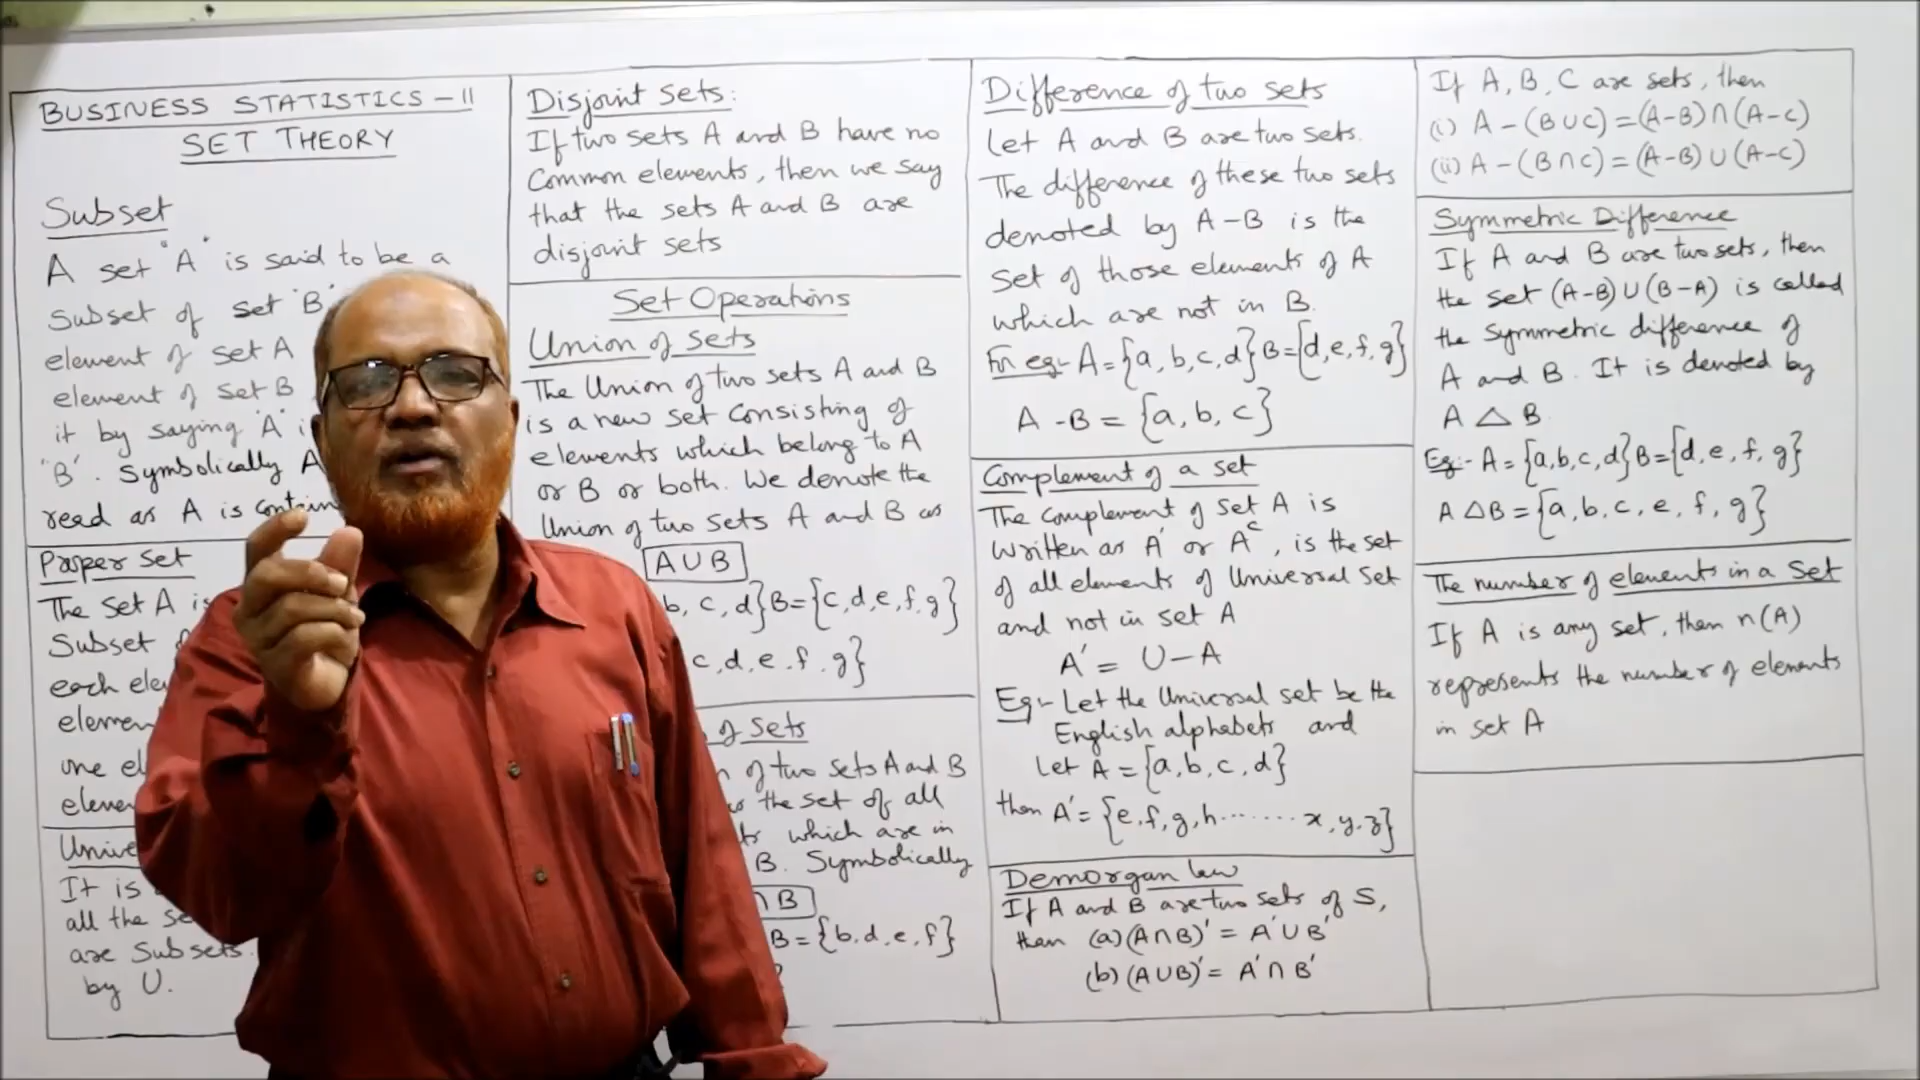 BUSINESS STATISTICS - II
SET THEORY
Subset
A set "A" is said to be a
Subset of set "B"
element of set A
element of set B
it by saying "A"
"B". Symbolically A
read as A is
Proper Set
The Set A is
Subset
each
one
It is
all the
are Subsets
by U.
Disjoint Sets:
If two sets A and B have no
Common elements, then we say
that the sets A and B are
disjoint sets
Set Operations
Union of Sets
The Union of two sets A and B
is a new set consisting of
elements which belong to A
or B or both. We denote the
Union of two sets A and B as
A∪B
b, c, d} B={c,d,e,f,g}
c,d,e.f.g}
of Sets
of two sets A and B
the set of all
which are in
B. Symbolically
∩B
B={b.d,e,f}
Difference of two sets
Let A and B are two sets.
The difference of these two sets
denoted by A-B is the
Set of those elements of A
which are not in B.
For eg:- A={a,b,c,d} B={d,e,f,g}
A-B={a,b,c}
Complement of a set
The complement of set A is
written as A' or Aᶜ, is the set
of all elements of Universal Set
and not in set A
A' = U-A
Eg:- Let the Universal set be the
English alphabets and
Let A={a,b,c,d}
then A'={e,f,g,h........x,y,z}
Demorgan law
If A and B are two sets of S,
then (a) (A∩B)' = A'∪B'
(b) (A∪B)' = A'∩B'
If A, B, C are sets, then
(i) A-(B∪C)=(A-B)∩(A-C)
(ii) A-(B∩C)=(A-B)∪(A-C)
Symmetric Difference
If A and B are two sets, then
the set (A-B)∪(B-A) is called
the symmetric difference of
A and B. It is denoted by
A △ B
Eg:- A={a,b,c,d} B={d,e,f,g}
A△B={a,b,c,e,f,g}
The number of elements in a Set
If A is any set, then n(A)
represents the number of elements
in set A